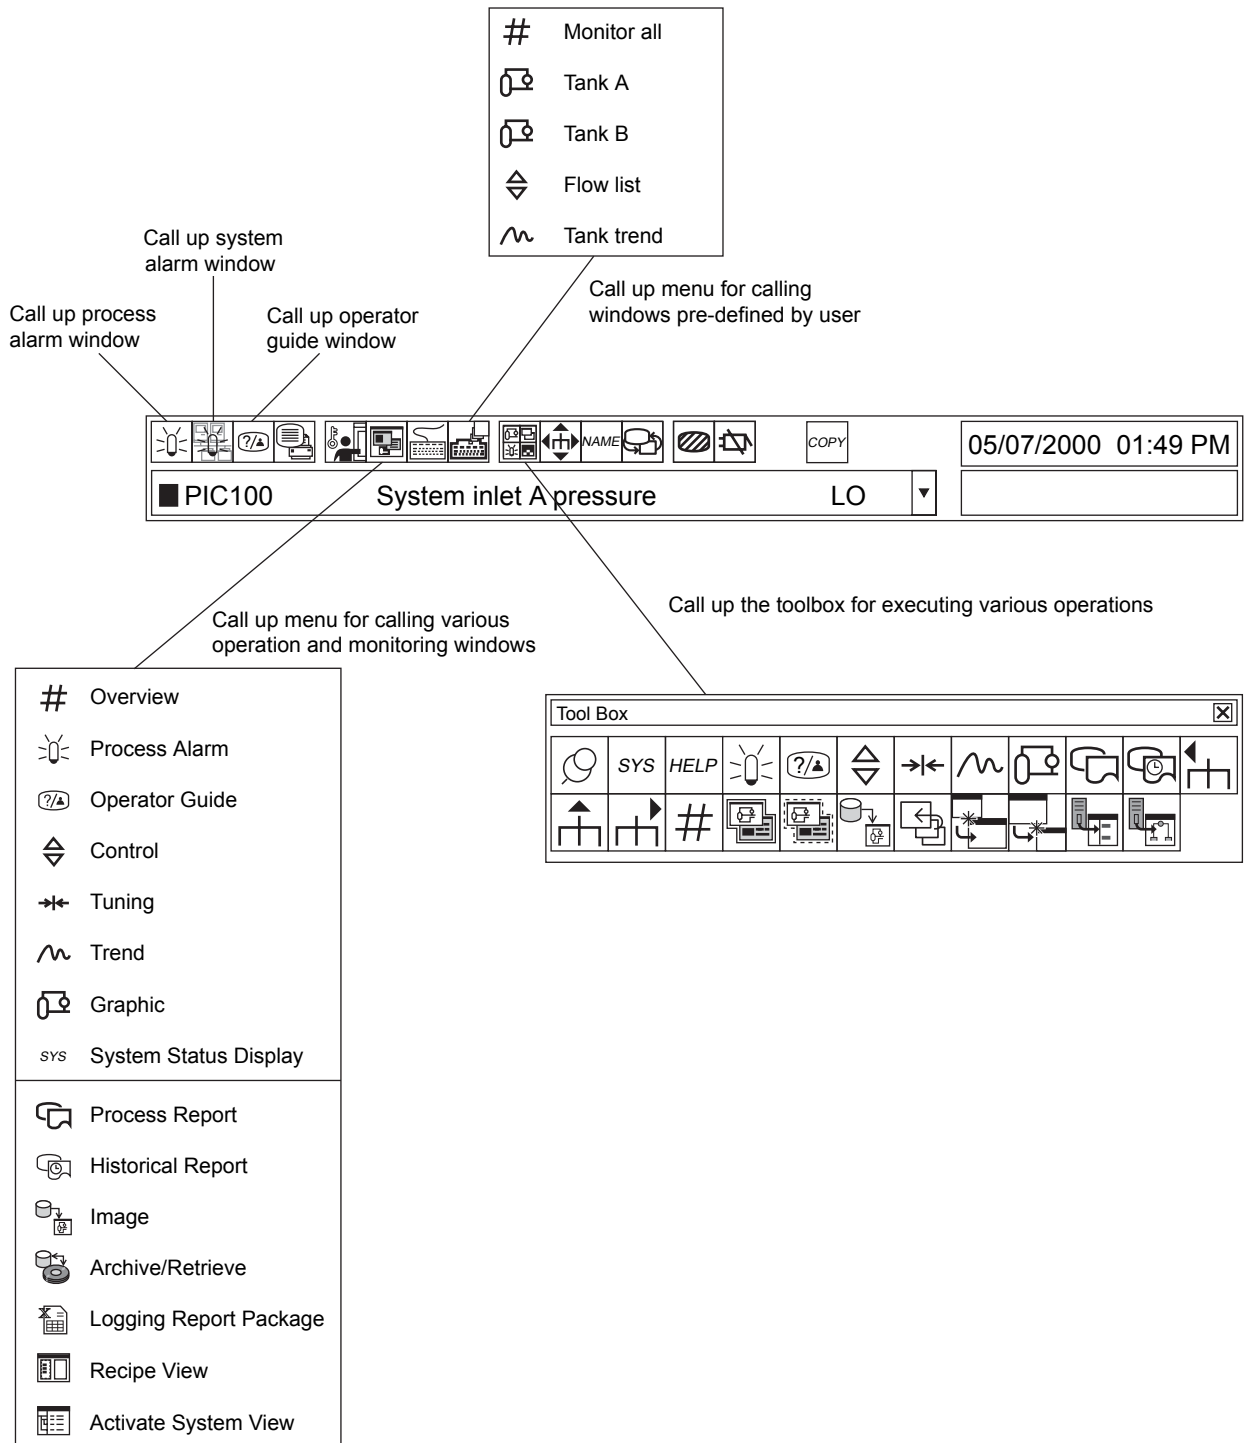 # Monitor all
Tank A
Tank B
Flow list
Tank trend
Call up system
alarm window
Call up process
alarm window
Call up operator
guide window
Call up menu for calling
windows pre-defined by user
?/ NAME COPY
05/07/2000 01:49 PM
PIC100 System inlet A pressure LO
Call up menu for calling various
operation and monitoring windows
Call up the toolbox for executing various operations
# Overview
Process Alarm
?/ Operator Guide
Control
Tuning
Trend
Graphic
SYS System Status Display
Process Report
Historical Report
Image
Archive/Retrieve
Logging Report Package
Recipe View
Activate System View
Tool Box
SYS HELP ?/
#